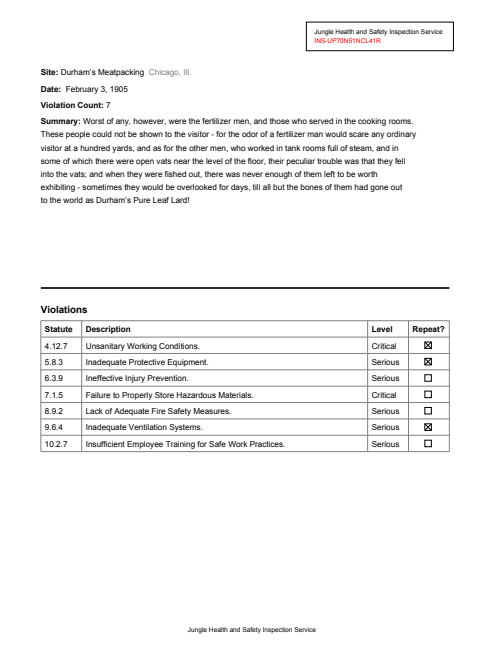 Jungle Health and Safety Inspection Service
INS-UP70N51NCL41R
Site: Durham's Meatpacking Chicago, Ill.
Date: February 3, 1905
Violation Count: 7
Summary: Worst of any, however, were the fertilizer men, and those who served in the cooking rooms.
These people could not be shown to the visitor - for the odor of a fertilizer man would scare any ordinary
visitor at a hundred yards, and as for the other men, who worked in tank rooms full of steam, and in
some of which there were open vats near the level of the floor, their peculiar trouble was that they fell
into the vats; and when they were fished out, there was never enough of them left to be worth
exhibiting - sometimes they would be overlooked for days, till all but the bones of them had gone out
to the world as Durham's Pure Leaf Lard!
Violations
Statute Description Level Repeat?
4.12.7 Unsanitary Working Conditions. Critical ☒
5.8.3 Inadequate Protective Equipment. Serious ☒
6.3.9 Ineffective Injury Prevention. Serious ☐
7.1.5 Failure to Properly Store Hazardous Materials. Critical ☐
8.9.2 Lack of Adequate Fire Safety Measures. Serious ☐
9.6.4 Inadequate Ventilation Systems. Serious ☒
10.2.7 Insufficient Employee Training for Safe Work Practices. Serious ☐
Jungle Health and Safety Inspection Service